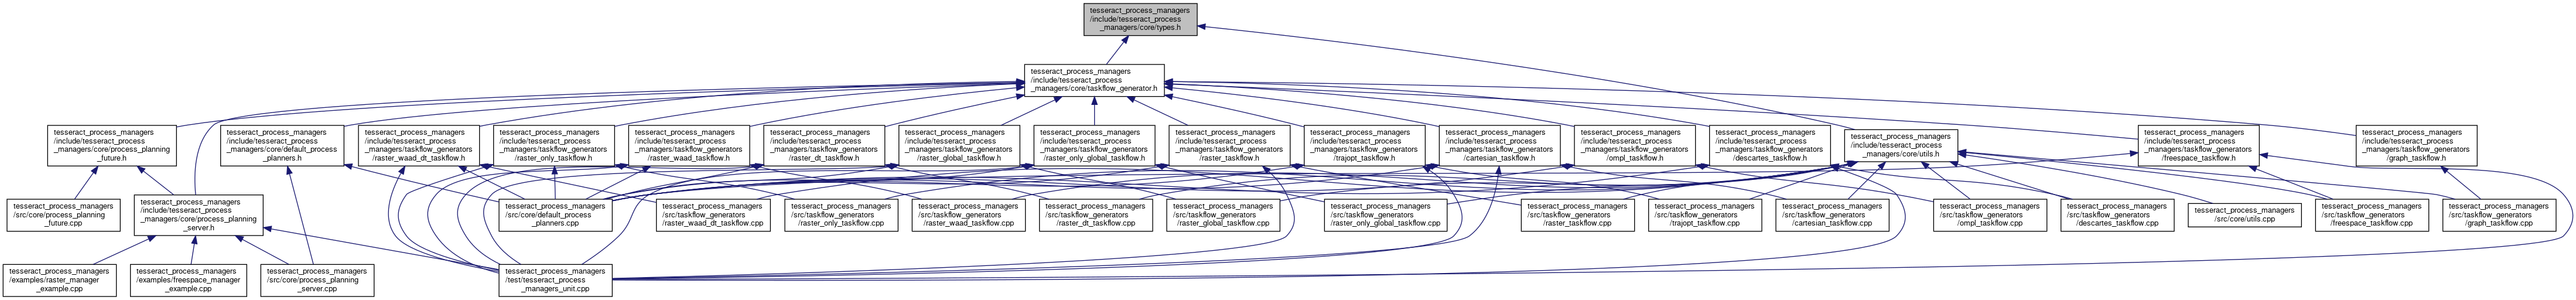 tesseract_process_managers
/include/tesseract_process
_managers/core/types.h
tesseract_process_managers
/include/tesseract_process
_managers/core/taskflow_generator.h
tesseract_process_managers
/include/tesseract_process
_managers/core/process_planning
_future.h
tesseract_process_managers
/include/tesseract_process
_managers/core/default_process
_planners.h
tesseract_process_managers
/include/tesseract_process
_managers/taskflow_generators
/raster_waad_dt_taskflow.h
tesseract_process_managers
/include/tesseract_process
_managers/taskflow_generators
/raster_only_taskflow.h
tesseract_process_managers
/include/tesseract_process
_managers/taskflow_generators
/raster_waad_taskflow.h
tesseract_process_managers
/include/tesseract_process
_managers/taskflow_generators
/raster_dt_taskflow.h
tesseract_process_managers
/include/tesseract_process
_managers/taskflow_generators
/raster_global_taskflow.h
tesseract_process_managers
/include/tesseract_process
_managers/taskflow_generators
/raster_only_global_taskflow.h
tesseract_process_managers
/include/tesseract_process
_managers/taskflow_generators
/raster_taskflow.h
tesseract_process_managers
/include/tesseract_process
_managers/taskflow_generators
/trajopt_taskflow.h
tesseract_process_managers
/include/tesseract_process
_managers/taskflow_generators
/cartesian_taskflow.h
tesseract_process_managers
/include/tesseract_process
_managers/taskflow_generators
/ompl_taskflow.h
tesseract_process_managers
/include/tesseract_process
_managers/taskflow_generators
/descartes_taskflow.h
tesseract_process_managers
/include/tesseract_process
_managers/core/utils.h
tesseract_process_managers
/include/tesseract_process
_managers/taskflow_generators
/freespace_taskflow.h
tesseract_process_managers
/include/tesseract_process
_managers/taskflow_generators
/graph_taskflow.h
tesseract_process_managers
/src/core/process_planning
_future.cpp
tesseract_process_managers
/include/tesseract_process
_managers/core/process_planning
_server.h
tesseract_process_managers
/src/core/default_process
_planners.cpp
tesseract_process_managers
/src/taskflow_generators
/raster_waad_dt_taskflow.cpp
tesseract_process_managers
/src/taskflow_generators
/raster_only_taskflow.cpp
tesseract_process_managers
/src/taskflow_generators
/raster_waad_taskflow.cpp
tesseract_process_managers
/src/taskflow_generators
/raster_dt_taskflow.cpp
tesseract_process_managers
/src/taskflow_generators
/raster_global_taskflow.cpp
tesseract_process_managers
/src/taskflow_generators
/raster_only_global_taskflow.cpp
tesseract_process_managers
/src/taskflow_generators
/raster_taskflow.cpp
tesseract_process_managers
/src/taskflow_generators
/trajopt_taskflow.cpp
tesseract_process_managers
/src/taskflow_generators
/cartesian_taskflow.cpp
tesseract_process_managers
/src/taskflow_generators
/ompl_taskflow.cpp
tesseract_process_managers
/src/taskflow_generators
/descartes_taskflow.cpp
tesseract_process_managers
/src/core/utils.cpp
tesseract_process_managers
/src/taskflow_generators
/freespace_taskflow.cpp
tesseract_process_managers
/src/taskflow_generators
/graph_taskflow.cpp
tesseract_process_managers
/examples/raster_manager
_example.cpp
tesseract_process_managers
/examples/freespace_manager
_example.cpp
tesseract_process_managers
/src/core/process_planning
_server.cpp
tesseract_process_managers
/test/tesseract_process
_managers_unit.cpp